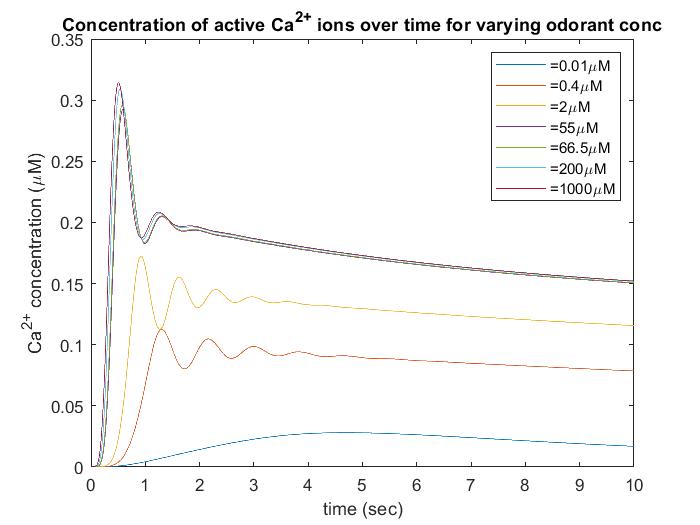 Concentration of active Ca²⁺ ions over time for varying odorant conc
0.35
0.3
0.25
0.2
0.15
0.1
0.05
0
Ca²⁺ concentration (μM)
=0.01μM
=0.4μM
=2μM
=55μM
=66.5μM
=200μM
=1000μM
0 1 2 3 4 5 6 7 8 9 10
time (sec)